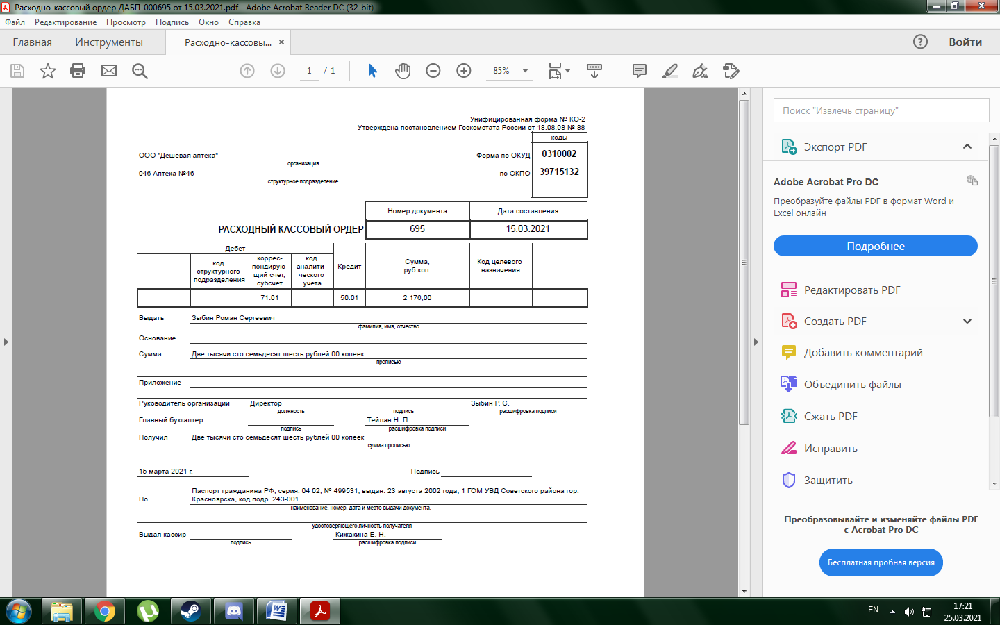 Расходно-кассовый ордер ДАБП-000695 от 15.03.2021.pdf - Adobe Acrobat Reader DC (32-bit)
Файл Редактирование Просмотр Подпись Окно Справка
Главная Инструменты Расходно-кассовы... × ? Войти
1 / 1 85%
Унифицированная форма № КО-2
Утверждена постановлением Госкомстата России от 18.08.98 № 88
коды
ООО "Дешевая аптека" Форма по ОКУД 0310002
организация
046 Аптека №46 по ОКПО 39715132
структурное подразделение
Номер документа Дата составления
РАСХОДНЫЙ КАССОВЫЙ ОРДЕР 695 15.03.2021
Дебет
код структурного подразделения
коррес-пондирую-щий счет, субсчет
код аналити-ческого учета
Кредит
Сумма, руб.коп.
Код целевого назначения
71.01 50.01 2 176,00
Выдать Зыбин Роман Сергеевич
фамилия, имя, отчество
Основание
Сумма Две тысячи сто семьдесят шесть рублей 00 копеек
прописью
Приложение
Руководитель организации Директор Зыбин Р. С.
должность подпись расшифровка подписи
Главный бухгалтер Тейлан Н. П.
подпись расшифровка подписи
Получил Две тысячи сто семьдесят шесть рублей 00 копеек
сумма прописью
15 марта 2021 г. Подпись
Паспорт гражданина РФ, серия: 04 02, № 499531, выдан: 23 августа 2002 года, 1 ГОМ УВД Советского района гор.
По Красноярска, код подр. 243-001
наименование, номер, дата и место выдачи документа,
удостоверяющего личность получателя
Выдал кассир Кижакина Е. Н.
подпись расшифровка подписи
Поиск "Извлечь страницу"
Экспорт PDF
Adobe Acrobat Pro DC
Преобразуйте файлы PDF в формат Word и
Excel онлайн
Подробнее
Редактировать PDF
Создать PDF
Добавить комментарий
Объединить файлы
Сжать PDF
Исправить
Защитить
Преобразовывайте и изменяйте файлы PDF
с Acrobat Pro DC
Бесплатная пробная версия
EN
17:21
25.03.2021